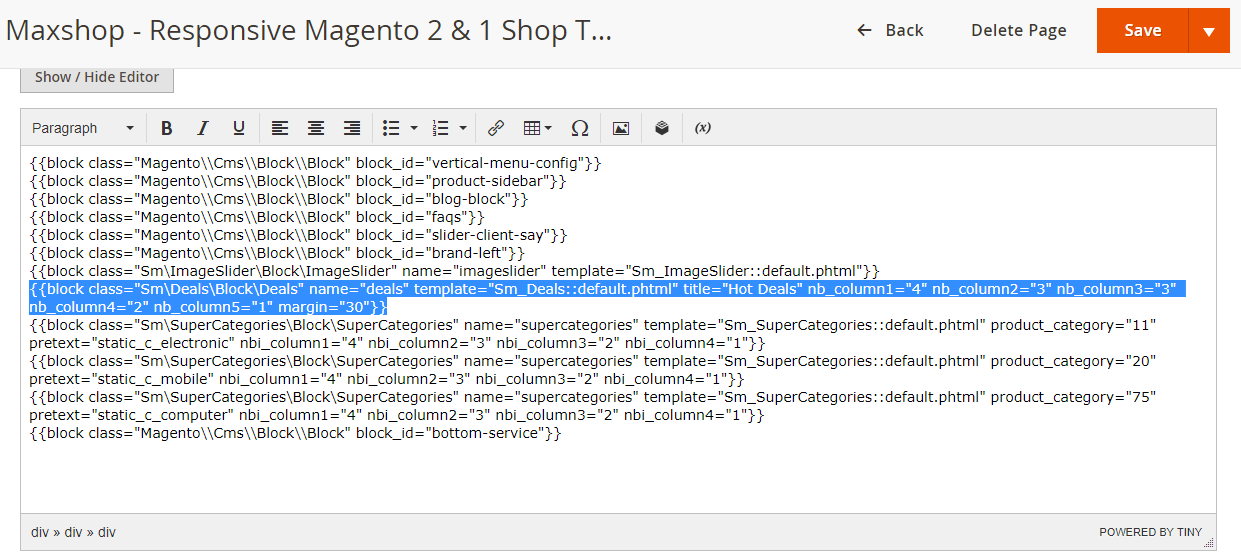 Maxshop - Responsive Magento 2 & 1 Shop T...
Back
Delete Page
Save
Show / Hide Editor
Paragraph
B I U
(x)
{{block class="Magento\\Cms\\Block\\Block" block_id="vertical-menu-config"}}
{{block class="Magento\\Cms\\Block\\Block" block_id="product-sidebar"}}
{{block class="Magento\\Cms\\Block\\Block" block_id="blog-block"}}
{{block class="Magento\\Cms\\Block\\Block" block_id="faqs"}}
{{block class="Magento\\Cms\\Block\\Block" block_id="slider-client-say"}}
{{block class="Magento\\Cms\\Block\\Block" block_id="brand-left"}}
{{block class="Sm\ImageSlider\Block\ImageSlider" name="imageslider" template="Sm_ImageSlider::default.phtml"}}
{{block class="Sm\Deals\Block\Deals" name="deals" template="Sm_Deals::default.phtml" title="Hot Deals" nb_column1="4" nb_column2="3" nb_column3="3"
nb_column4="2" nb_column5="1" margin="30"}}
{{block class="Sm\SuperCategories\Block\SuperCategories" name="supercategories" template="Sm_SuperCategories::default.phtml" product_category="11"
pretext="static_c_electronic" nbi_column1="4" nbi_column2="3" nbi_column3="2" nbi_column4="1"}}
{{block class="Sm\SuperCategories\Block\SuperCategories" name="supercategories" template="Sm_SuperCategories::default.phtml" product_category="20"
pretext="static_c_mobile" nbi_column1="4" nbi_column2="3" nbi_column3="2" nbi_column4="1"}}
{{block class="Sm\SuperCategories\Block\SuperCategories" name="supercategories" template="Sm_SuperCategories::default.phtml" product_category="75"
pretext="static_c_computer" nbi_column1="4" nbi_column2="3" nbi_column3="2" nbi_column4="1"}}
{{block class="Magento\\Cms\\Block\\Block" block_id="bottom-service"}}
div » div » div
POWERED BY TINY